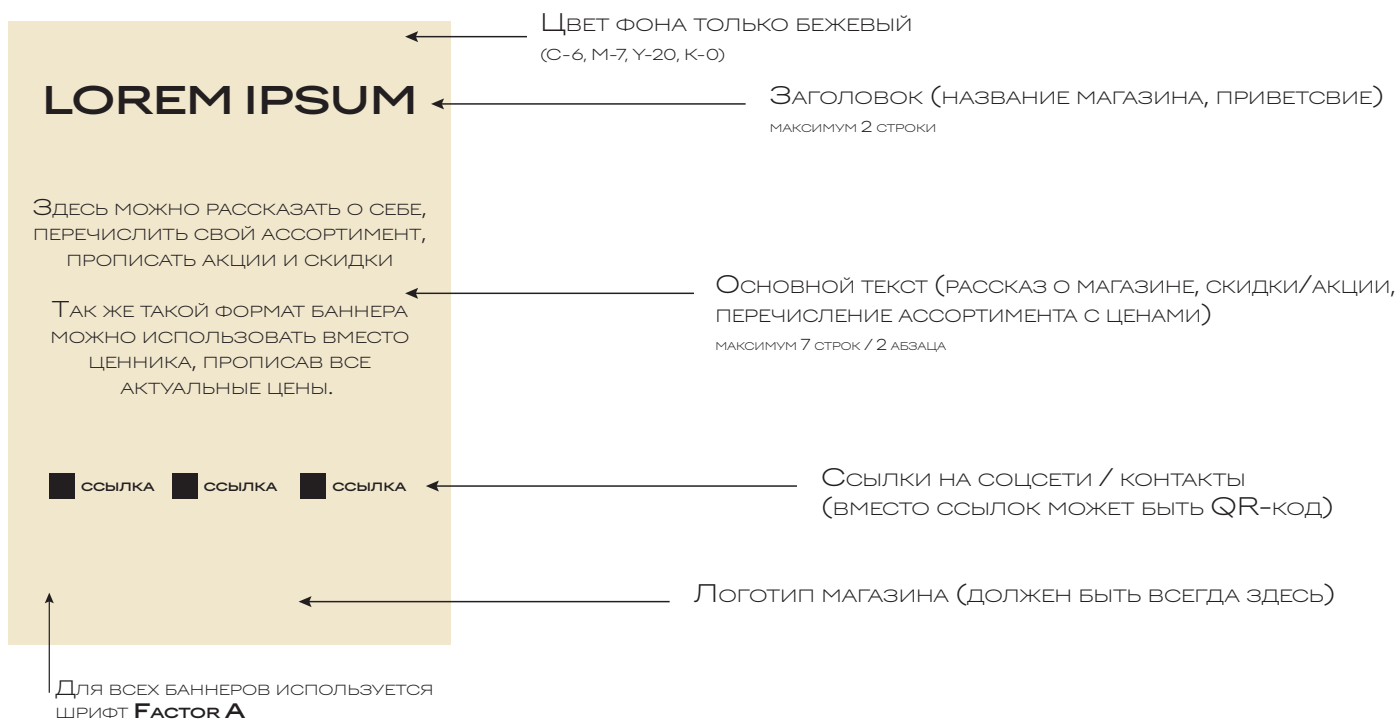 Цвет фона только бежевый
(C-6, M-7, Y-20, K-0)
LOREM IPSUM
Заголовок (название магазина, приветсвие)
максимум 2 строки
Здесь можно рассказать о себе,
перечислить свой ассортимент,
прописать акции и скидки
Так же такой формат баннера
можно использовать вместо
ценника, прописав все
актуальные цены.
Основной текст (рассказ о магазине, скидки/акции,
перечисление ассортимента с ценами)
максимум 7 строк / 2 абзаца
ссылка ссылка ссылка
Ссылки на соцсети / контакты
(вместо ссылок может быть QR-код)
Логотип магазина (должен быть всегда здесь)
Для всех баннеров используется
шрифт Factor A